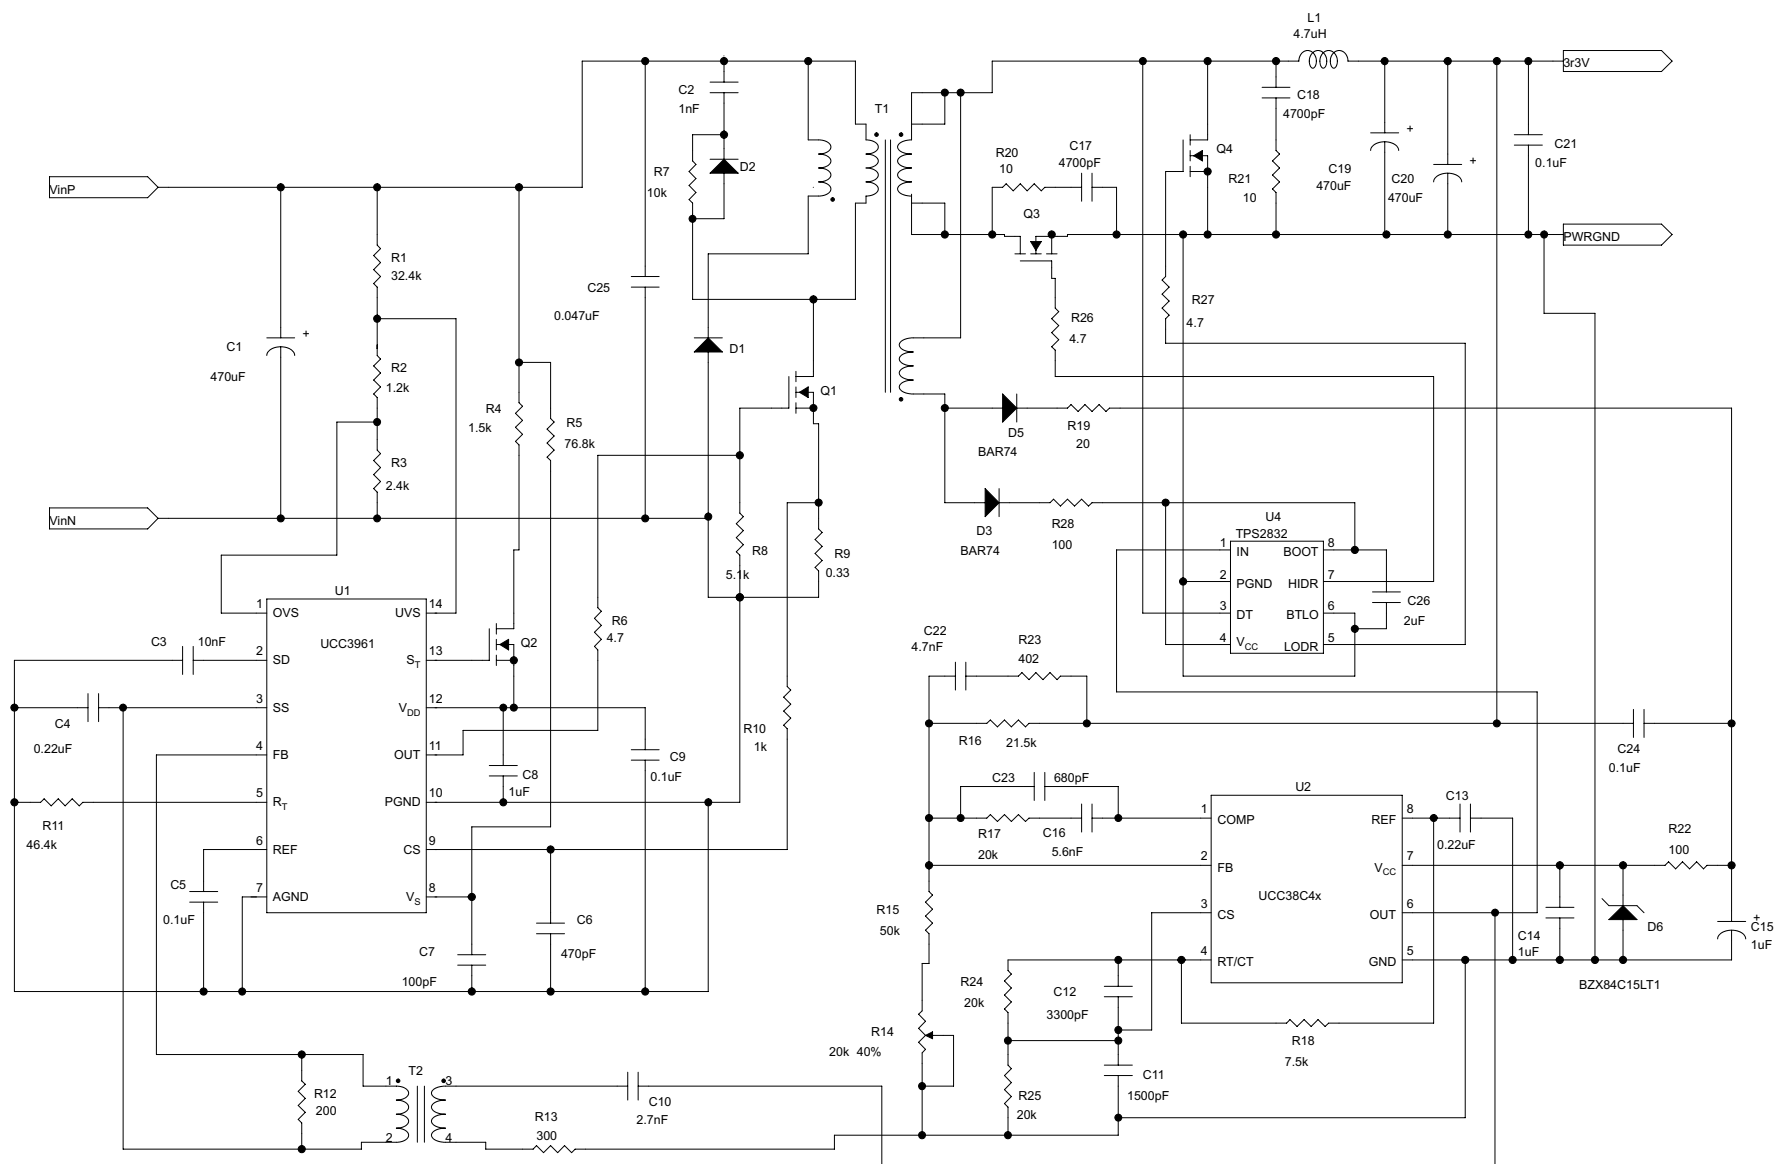 L1
4.7uH
3r3V
C2
1nF
T1
C18
4700pF
R7
10k
D2
R20
10
C17
4700pF
Q4
R21
10
C19
470uF
+
C20
470uF
+
C21
0.1uF
VinP
Q3
PWRGND
R1
32.4k
C25
0.047uF
R27
4.7
R26
4.7
C1
470uF
+
R2
1.2k
D1
Q1
R4
1.5k
R5
76.8k
D5
BAR74
R19
20
R3
2.4k
VinN
D3
BAR74
R28
100
U4
TPS2832
1 IN BOOT 8
2 PGND HIDR 7
3 DT BTLO 6
4 VCC LODR 5
C26
2uF
R8
5.1k
R9
0.33
U1
UCC3961
1 OVS UVS 14
2 SD ST 13
3 SS VDD 12
4 FB OUT 11
5 RT PGND 10
6 REF CS 9
7 AGND VS 8
C3 10nF
Q2
R6
4.7
C22
4.7nF
R23
402
C4
0.22uF
R10
1k
R16
21.5k
C24
0.1uF
C8
1uF
C9
0.1uF
C23 680pF
U2
UCC38C4x
1 COMP REF 8
2 FB VCC 7
3 CS OUT 6
4 RT/CT GND 5
C13
0.22uF
R11
46.4k
R17
20k
C16
5.6nF
R22
100
C5
0.1uF
C6
470pF
R15
50k
C14
1uF
D6
BZX84C15LT1
+
C15
1uF
C7
100pF
R24
20k
C12
3300pF
R14
20k 40%
R18
7.5k
T2
1
2
3
4
R12
200
C10
2.7nF
R13
300
R25
20k
C11
1500pF